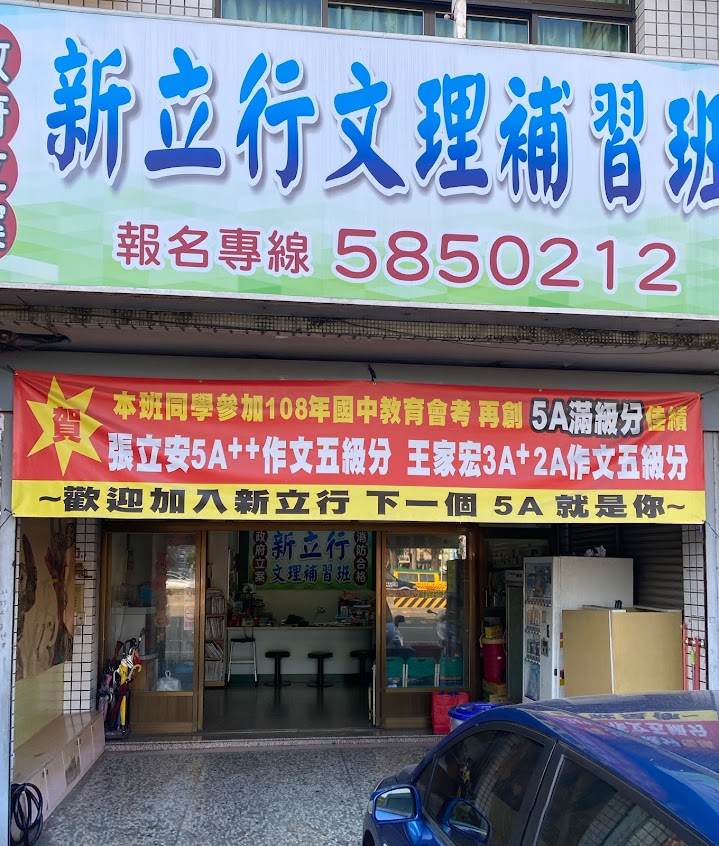 政府立案
新立行文理補習班
報名專線 5850212
賀
本班同學參加108年國中教育會考 再創 5A滿級分佳績
張立安5A++作文五級分 王家宏3A+2A作文五級分
~歡迎加入新立行 下一個 5A 就是你~
政府立案
新立行
文理補習班
消防合格